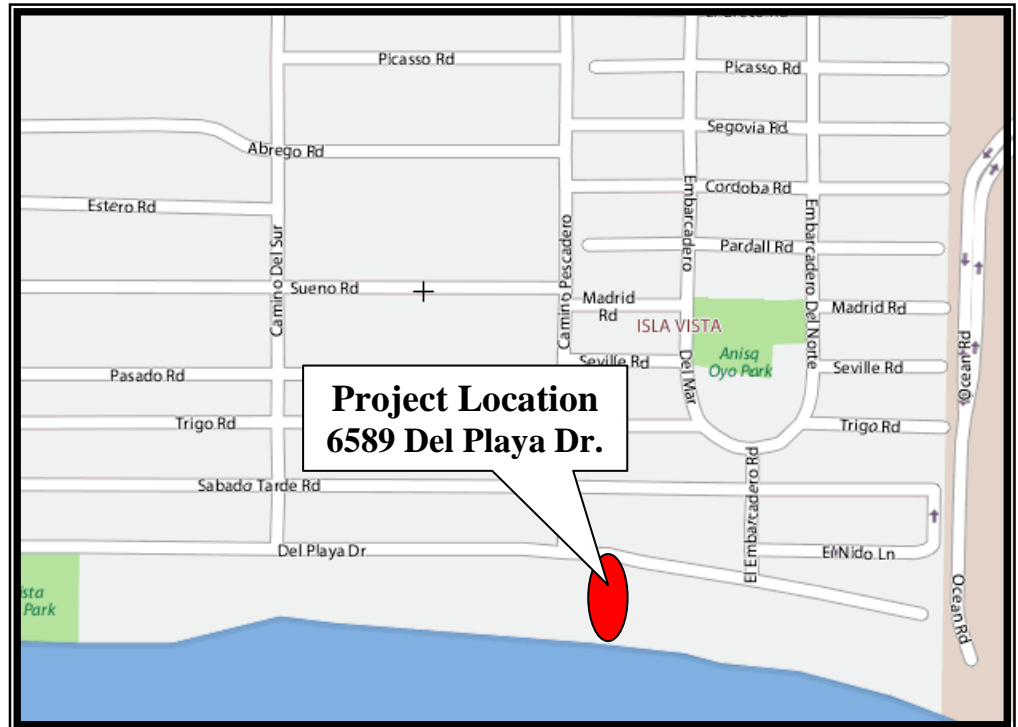 Picasso Rd
Picasso Rd
Segovia Rd
Abrego Rd
Cordoba Rd
Estero Rd
Embarcadero
Del Mar
Embarcadero Del Norte
Camino Del Sur
Camino Pescadero
Pardall Rd
Sueno Rd
Madrid
Rd
ISLA VISTA
Madrid Rd
Ocean Rd
Anisq
Oyo Park
Seville Rd
Seville Rd
Pasado Rd
Project Location
6589 Del Playa Dr.
Trigo Rd
Trigo Rd
Sabado Tarde Rd
El Embarcadero Rd
Del Playa Dr
El Nido Ln
Ocean Rd
ista
Park